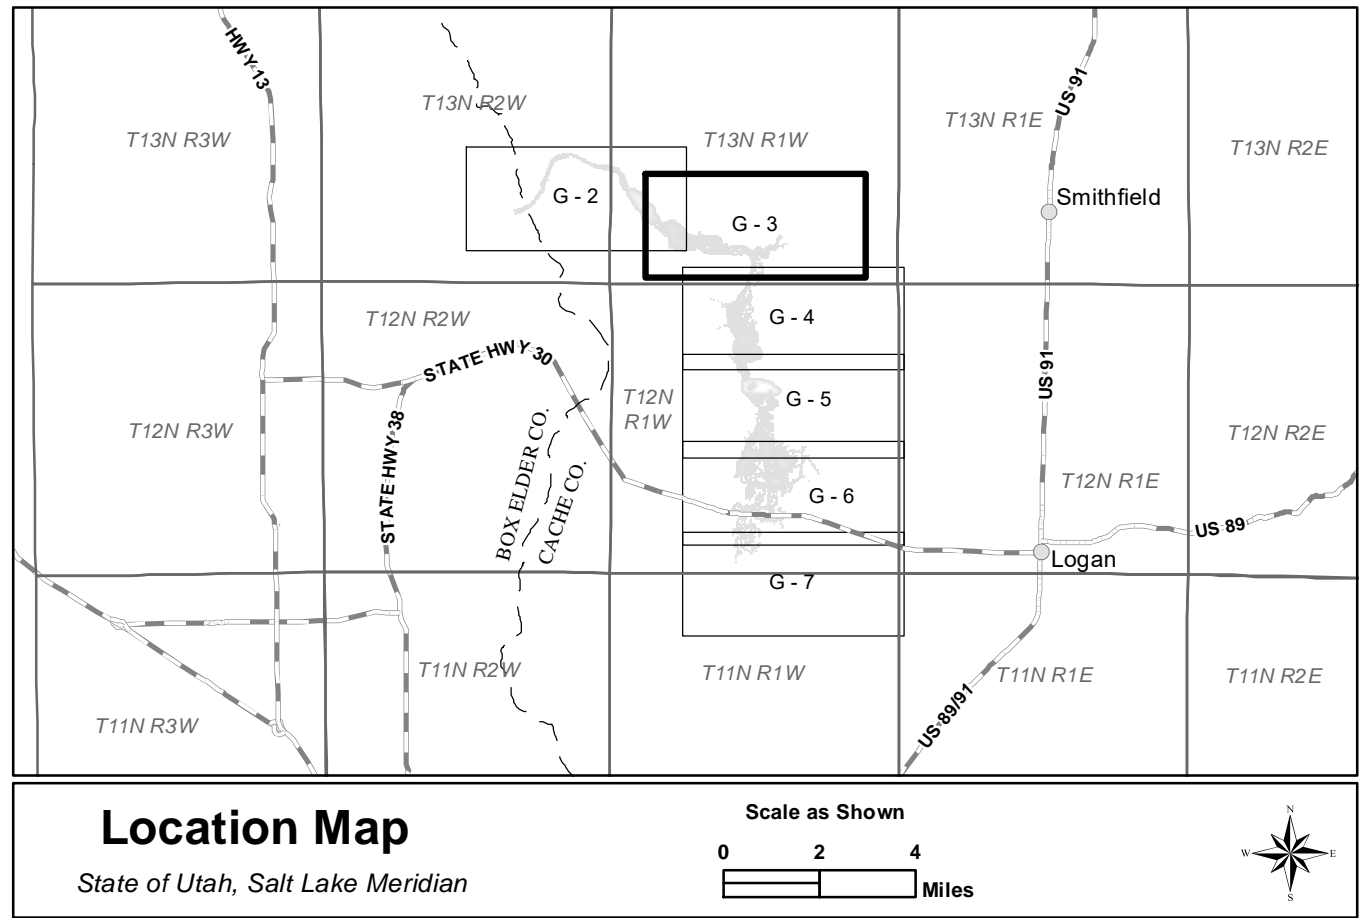 HWY 13
T13N R2W
US 91
T13N R3W
T13N R1W
T13N R1E
T13N R2E
G - 2
Smithfield
G - 3
T12N R2W
G - 4
STATE HWY 30
US 91
T12N
R1W
G - 5
T12N R3W
STATE HWY 38
BOX ELDER CO.
CACHE CO.
T12N R2E
T12N R1E
G - 6
US 89
Logan
G - 7
T11N R2W
T11N R1W
T11N R1E
T11N R2E
T11N R3W
US 89/91
Location Map
State of Utah, Salt Lake Meridian
Scale as Shown
0 2 4
Miles
N
W E
S